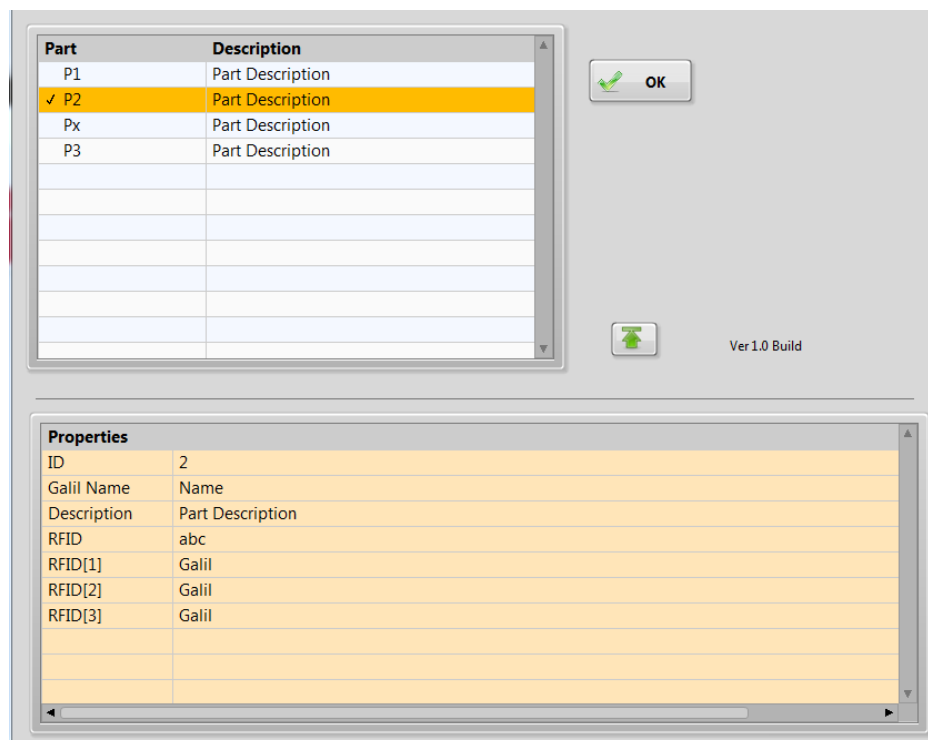 Part Description
P1 Part Description
✓ P2 Part Description
Px Part Description
P3 Part Description
OK
Ver 1.0 Build
Properties
ID 2
Galil Name Name
Description Part Description
RFID abc
RFID[1] Galil
RFID[2] Galil
RFID[3] Galil